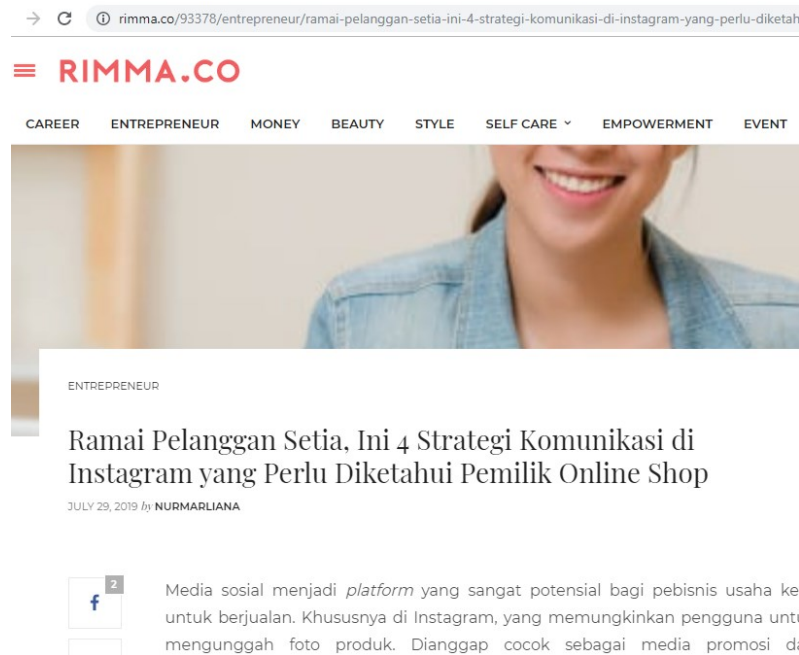 rimma.co/93378/entrepreneur/ramai-pelanggan-setia-ini-4-strategi-komunikasi-di-instagram-yang-perlu-diketah
RIMMA.CO
CAREER ENTREPRENEUR MONEY BEAUTY STYLE SELF CARE EMPOWERMENT EVENT
ENTREPRENEUR
Ramai Pelanggan Setia, Ini 4 Strategi Komunikasi di
Instagram yang Perlu Diketahui Pemilik Online Shop
JULY 29, 2019 by NURMARLIANA
2
f
Media sosial menjadi platform yang sangat potensial bagi pebisnis usaha ke
untuk berjualan. Khususnya di Instagram, yang memungkinkan pengguna untu
mengunggah foto produk. Dianggap cocok sebagai media promosi da